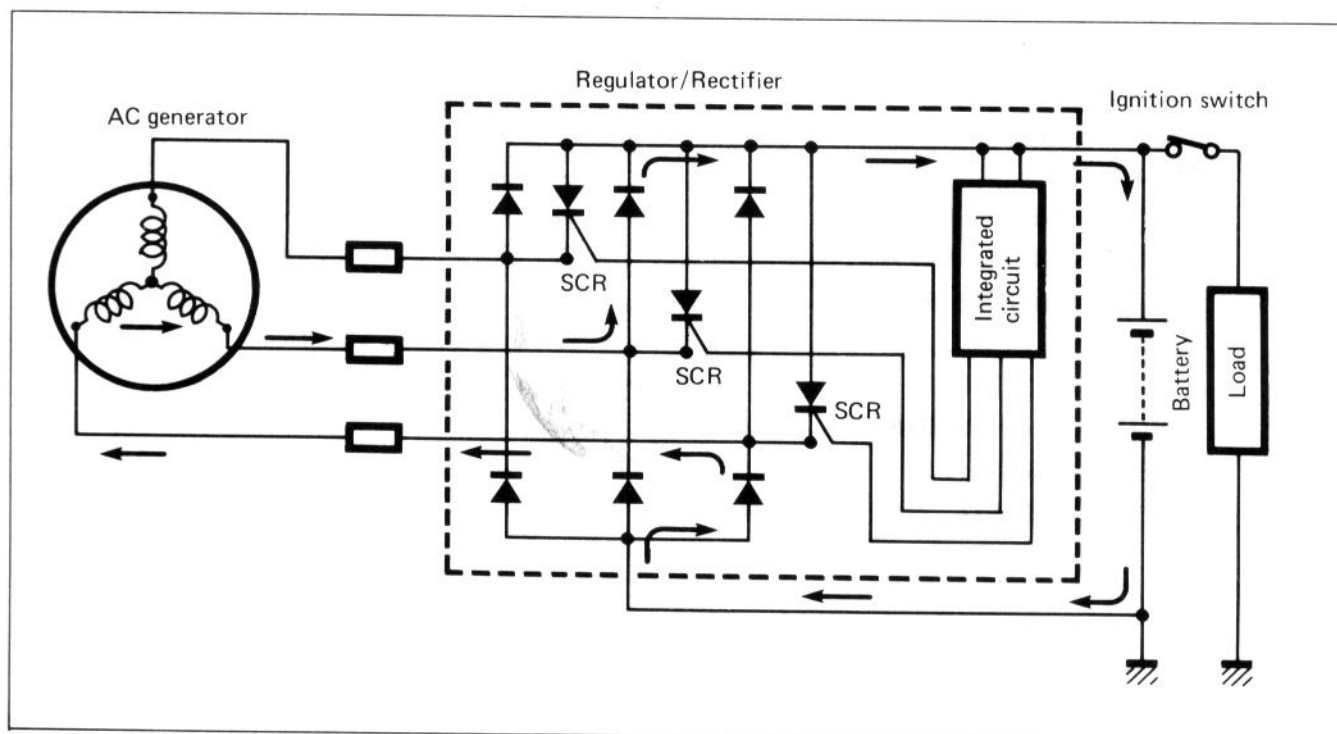 Regulator/Rectifier
Ignition switch
AC generator
SCR
SCR
SCR
Integrated
circuit
Battery
Load